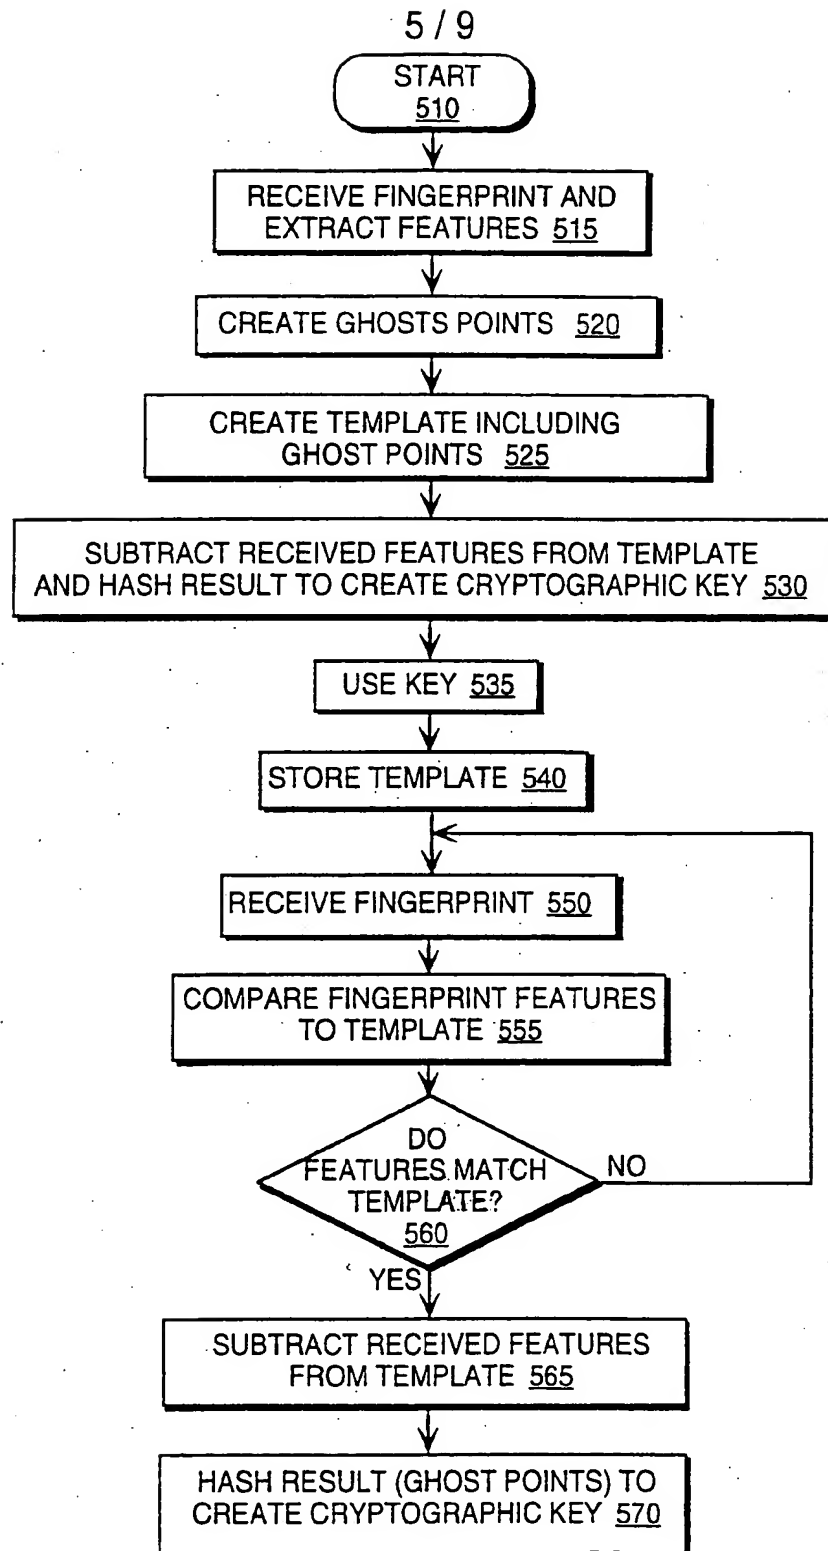 5 / 9
START
510
RECEIVE FINGERPRINT AND
EXTRACT FEATURES 515
CREATE GHOSTS POINTS 520
CREATE TEMPLATE INCLUDING
GHOST POINTS 525
SUBTRACT RECEIVED FEATURES FROM TEMPLATE
AND HASH RESULT TO CREATE CRYPTOGRAPHIC KEY 530
USE KEY 535
STORE TEMPLATE 540
RECEIVE FINGERPRINT 550
COMPARE FINGERPRINT FEATURES
TO TEMPLATE 555
DO
FEATURES MATCH
TEMPLATE?
560
NO
YES
SUBTRACT RECEIVED FEATURES
FROM TEMPLATE 565
HASH RESULT (GHOST POINTS) TO
CREATE CRYPTOGRAPHIC KEY 570